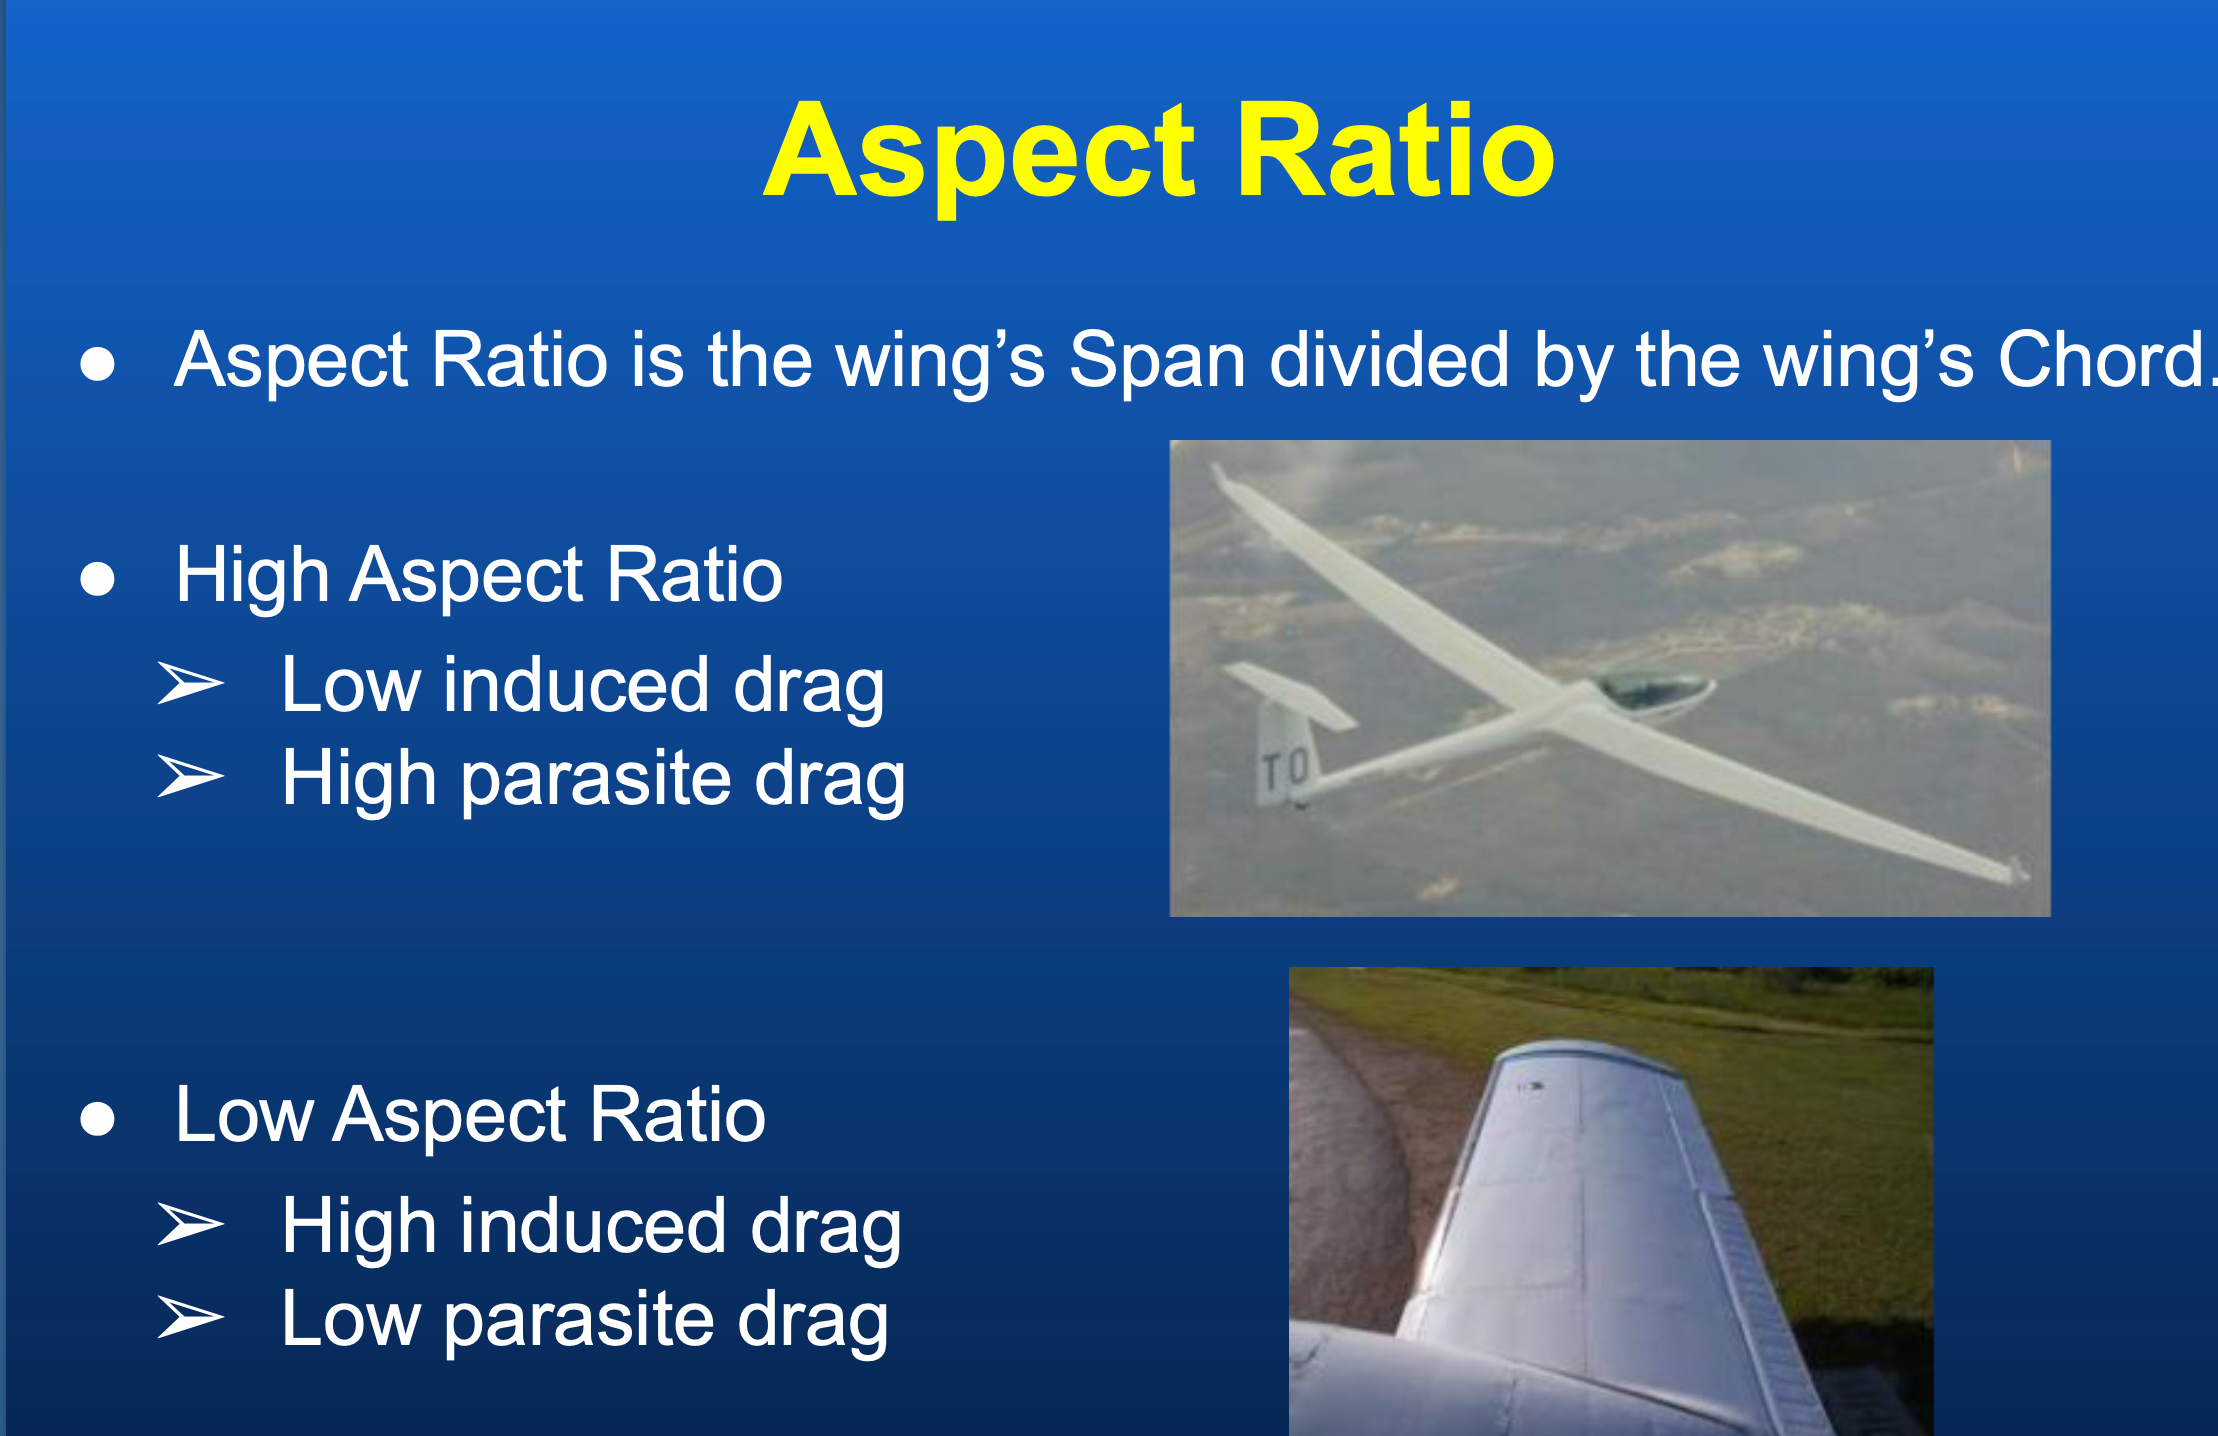 Aspect Ratio
● Aspect Ratio is the wing’s Span divided by the wing’s Chord.
● High Aspect Ratio
➢ Low induced drag
➢ High parasite drag
TO
● Low Aspect Ratio
➢ High induced drag
➢ Low parasite drag